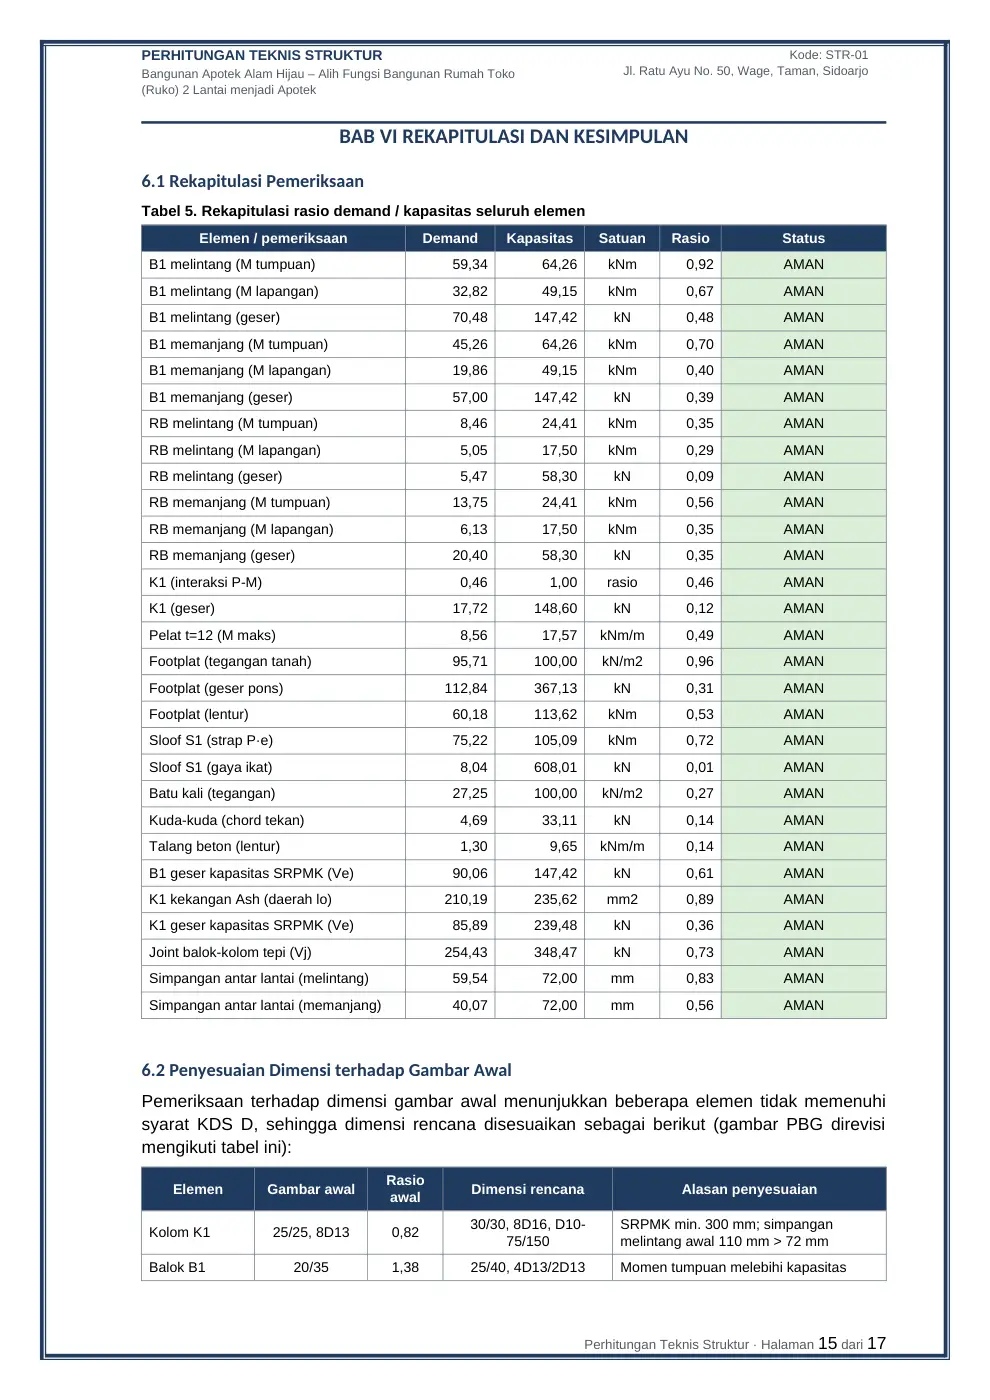 PERHITUNGAN TEKNIS STRUKTUR
Bangunan Apotek Alam Hijau – Alih Fungsi Bangunan Rumah Toko
(Ruko) 2 Lantai menjadi Apotek
Kode: STR-01
Jl. Ratu Ayu No. 50, Wage, Taman, Sidoarjo
BAB VI REKAPITULASI DAN KESIMPULAN
6.1 Rekapitulasi Pemeriksaan
Tabel 5. Rekapitulasi rasio demand / kapasitas seluruh elemen
Elemen / pemeriksaan Demand Kapasitas Satuan Rasio Status
B1 melintang (M tumpuan) 59,34 64,26 kNm 0,92 AMAN
B1 melintang (M lapangan) 32,82 49,15 kNm 0,67 AMAN
B1 melintang (geser) 70,48 147,42 kN 0,48 AMAN
B1 memanjang (M tumpuan) 45,26 64,26 kNm 0,70 AMAN
B1 memanjang (M lapangan) 19,86 49,15 kNm 0,40 AMAN
B1 memanjang (geser) 57,00 147,42 kN 0,39 AMAN
RB melintang (M tumpuan) 8,46 24,41 kNm 0,35 AMAN
RB melintang (M lapangan) 5,05 17,50 kNm 0,29 AMAN
RB melintang (geser) 5,47 58,30 kN 0,09 AMAN
RB memanjang (M tumpuan) 13,75 24,41 kNm 0,56 AMAN
RB memanjang (M lapangan) 6,13 17,50 kNm 0,35 AMAN
RB memanjang (geser) 20,40 58,30 kN 0,35 AMAN
K1 (interaksi P-M) 0,46 1,00 rasio 0,46 AMAN
K1 (geser) 17,72 148,60 kN 0,12 AMAN
Pelat t=12 (M maks) 8,56 17,57 kNm/m 0,49 AMAN
Footplat (tegangan tanah) 95,71 100,00 kN/m2 0,96 AMAN
Footplat (geser pons) 112,84 367,13 kN 0,31 AMAN
Footplat (lentur) 60,18 113,62 kNm 0,53 AMAN
Sloof S1 (strap P·e) 75,22 105,09 kNm 0,72 AMAN
Sloof S1 (gaya ikat) 8,04 608,01 kN 0,01 AMAN
Batu kali (tegangan) 27,25 100,00 kN/m2 0,27 AMAN
Kuda-kuda (chord tekan) 4,69 33,11 kN 0,14 AMAN
Talang beton (lentur) 1,30 9,65 kNm/m 0,14 AMAN
B1 geser kapasitas SRPMK (Ve) 90,06 147,42 kN 0,61 AMAN
K1 kekangan Ash (daerah lo) 210,19 235,62 mm2 0,89 AMAN
K1 geser kapasitas SRPMK (Ve) 85,89 239,48 kN 0,36 AMAN
Joint balok-kolom tepi (Vj) 254,43 348,47 kN 0,73 AMAN
Simpangan antar lantai (melintang) 59,54 72,00 mm 0,83 AMAN
Simpangan antar lantai (memanjang) 40,07 72,00 mm 0,56 AMAN
6.2 Penyesuaian Dimensi terhadap Gambar Awal
Pemeriksaan terhadap dimensi gambar awal menunjukkan beberapa elemen tidak memenuhi
syarat KDS D, sehingga dimensi rencana disesuaikan sebagai berikut (gambar PBG direvisi
mengikuti tabel ini):
Elemen Gambar awal Rasio awal Dimensi rencana Alasan penyesuaian
Kolom K1 25/25, 8D13 0,82 30/30, 8D16, D10-75/150 SRPMK min. 300 mm; simpangan melintang awal 110 mm > 72 mm
Balok B1 20/35 1,38 25/40, 4D13/2D13 Momen tumpuan melebihi kapasitas
Perhitungan Teknis Struktur · Halaman 15 dari 17